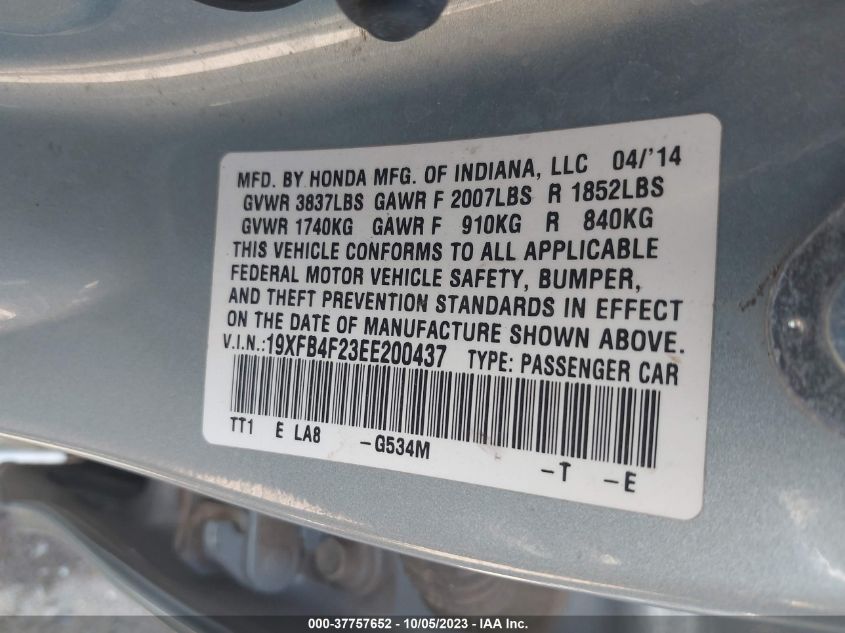 MFD. BY HONDA MFG. OF INDIANA, LLC 04/'14
GVWR 3837LBS GAWR F 2007LBS R 1852LBS
GVWR 1740KG GAWR F 910KG R 840KG
THIS VEHICLE CONFORMS TO ALL APPLICABLE
FEDERAL MOTOR VEHICLE SAFETY, BUMPER,
AND THEFT PREVENTION STANDARDS IN EFFECT
ON THE DATE OF MANUFACTURE SHOWN ABOVE.
V.I.N.:19XFB4F23EE200437 TYPE: PASSENGER CAR
TT1 E LA8 -G534M -T -E
000-37757652 - 10/05/2023 - IAA Inc.